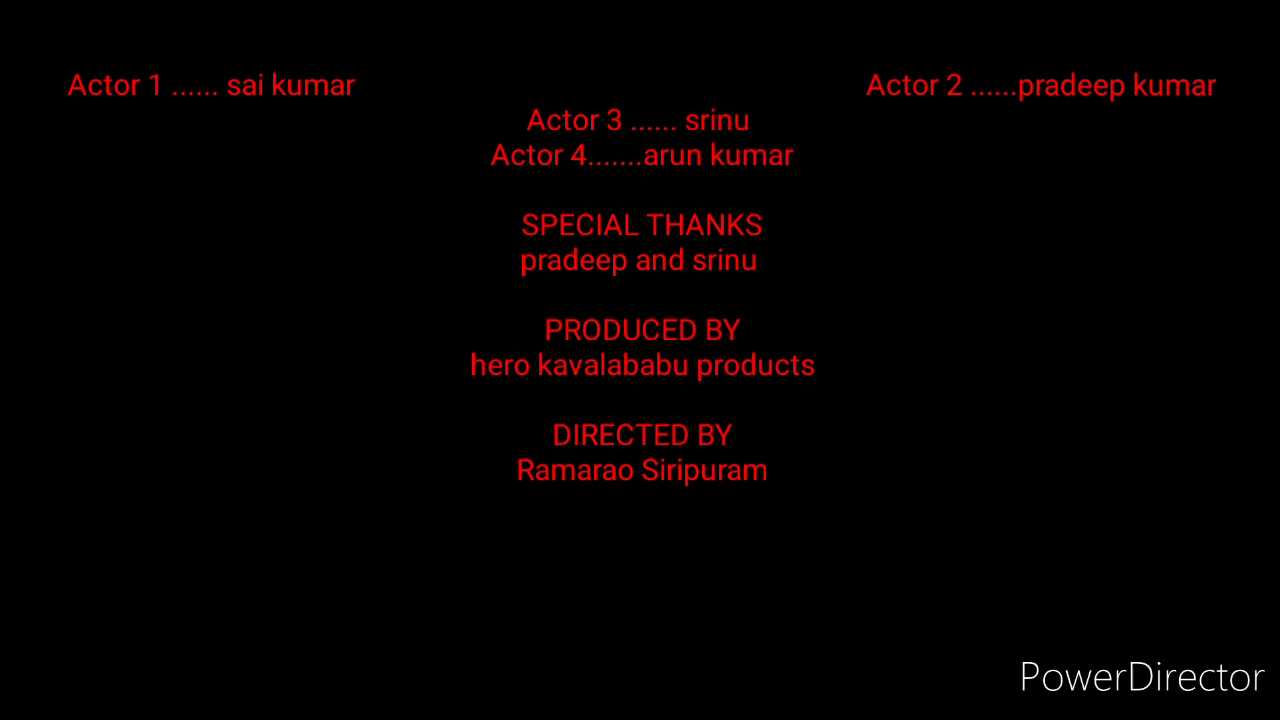 Actor 1 ...... sai kumar Actor 2 ......pradeep kumar
Actor 3 ...... srinu
Actor 4.......arun kumar
SPECIAL THANKS
pradeep and srinu
PRODUCED BY
hero kavalababu products
DIRECTED BY
Ramarao Siripuram
PowerDirector